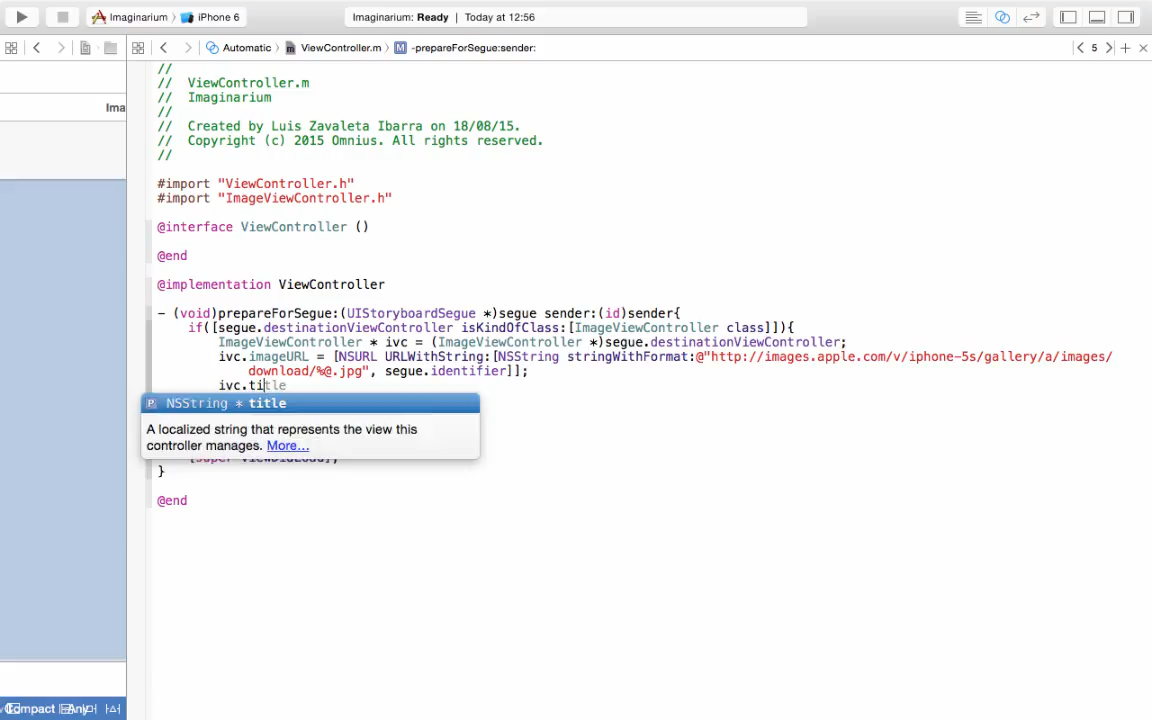 Imaginarium
iPhone 6
Imaginarium: Ready | Today at 12:56
Automatic
ViewController.m
M
-prepareForSegue:sender:
5
Ima
//
//  ViewController.m
//  Imaginarium
//
//  Created by Luis Zavaleta Ibarra on 18/08/15.
//  Copyright (c) 2015 Omnius. All rights reserved.
//
#import "ViewController.h"
#import "ImageViewController.h"
@interface ViewController ()
@end
@implementation ViewController
- (void)prepareForSegue:(UIStoryboardSegue *)segue sender:(id)sender{
if([segue.destinationViewController isKindOfClass:[ImageViewController class]]){
ImageViewController * ivc = (ImageViewController *)segue.destinationViewController;
ivc.imageURL = [NSURL URLWithString:[NSString stringWithFormat:@"http://images.apple.com/v/iphone-5s/gallery/a/images/
download/%@.jpg", segue.identifier]];
ivc.title
P NSString * title
A localized string that represents the view this
controller manages. More...
}
@end
Compact
Any